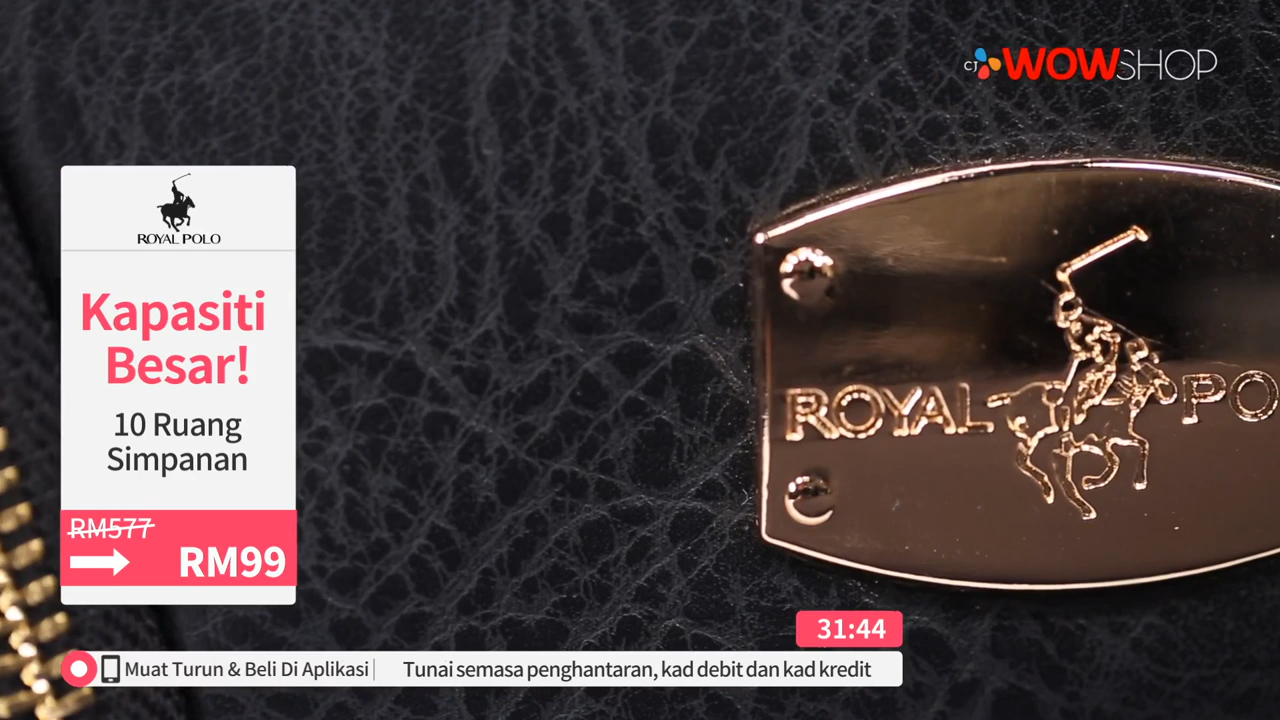 CJ WOWSHOP
ROYAL POLO
Kapasiti
Besar!
10 Ruang
Simpanan
RM577
RM99
ROYAL PO
31:44
Muat Turun & Beli Di Aplikasi
Tunai semasa penghantaran, kad debit dan kad kredit